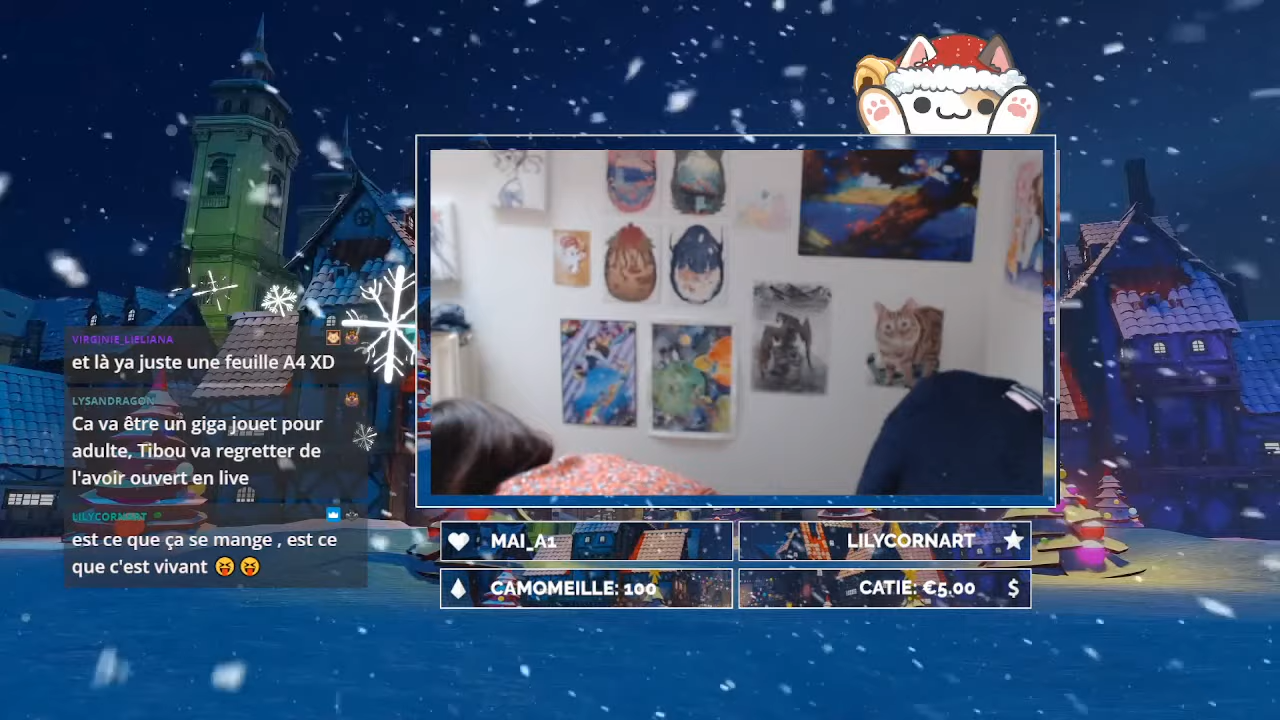 VIRGINIE_LIELIANA
et là ya juste une feuille A4 XD
LYSANDRAGON
Ca va être un giga jouet pour
adulte, Tibou va regretter de
l'avoir ouvert en live
LILYCORNART
est ce que ça se mange , est ce
que c'est vivant 😝 😝
MAI_A1
LILYCORNART
CAMOMEILLE: 100
CATIE: €5.00
$